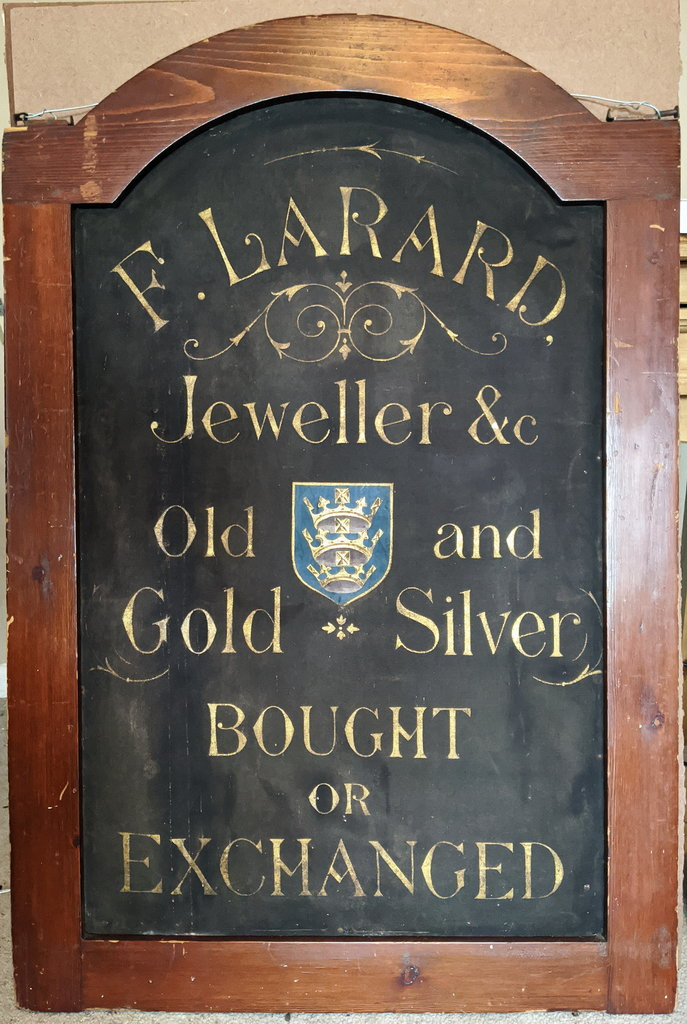 F. LARARD,
Jeweller &c
Old and
Gold Silver
BOUGHT
OR
EXCHANGED